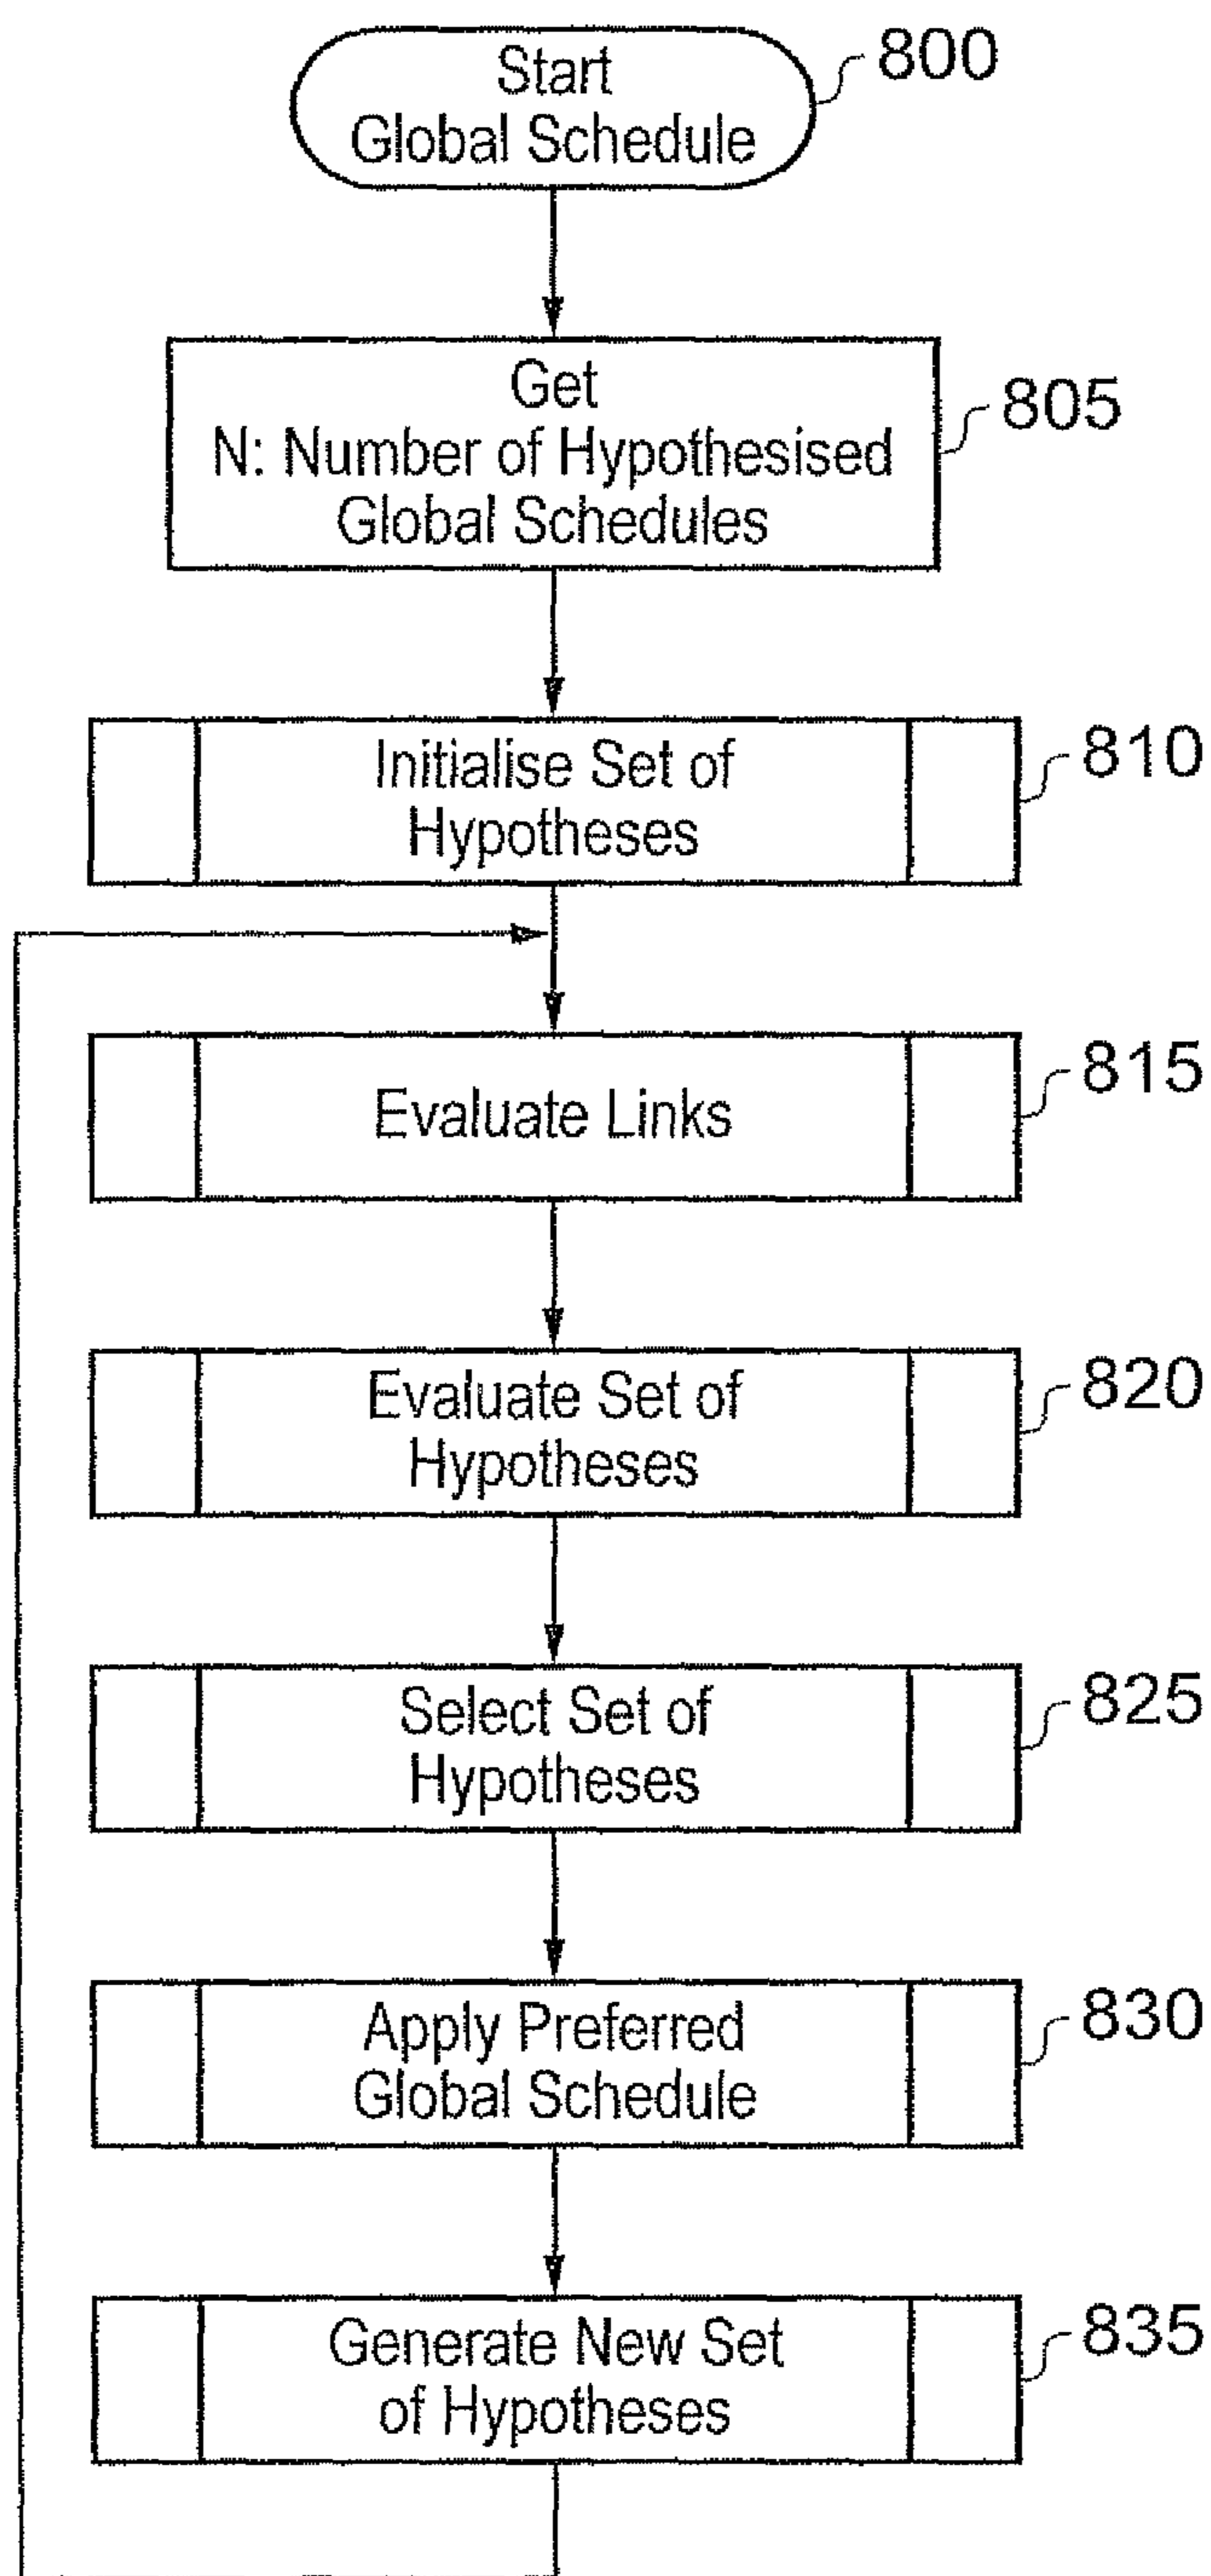 Start
Global Schedule
800
Get
N: Number of Hypothesised
Global Schedules
805
Initialise Set of
Hypotheses
810
Evaluate Links
815
Evaluate Set of
Hypotheses
820
Select Set of
Hypotheses
825
Apply Preferred
Global Schedule
830
Generate New Set
of Hypotheses
835